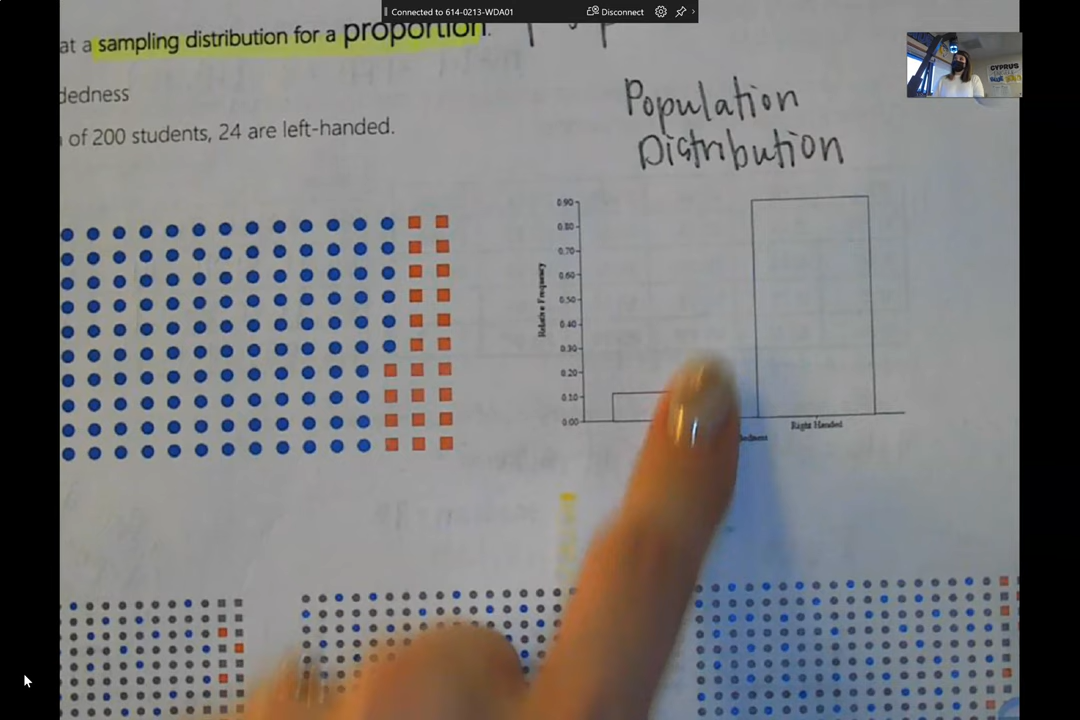 Connected to 614-0213-WDA01
Disconnect
at a sampling distribution for a proportion.
dedness
of 200 students, 24 are left-handed.
Population
Distribution
0.90
0.80
0.70
0.60
0.50
0.40
0.30
0.20
0.10
0.00
Relative Frequency
Right Handed
CYPRUS